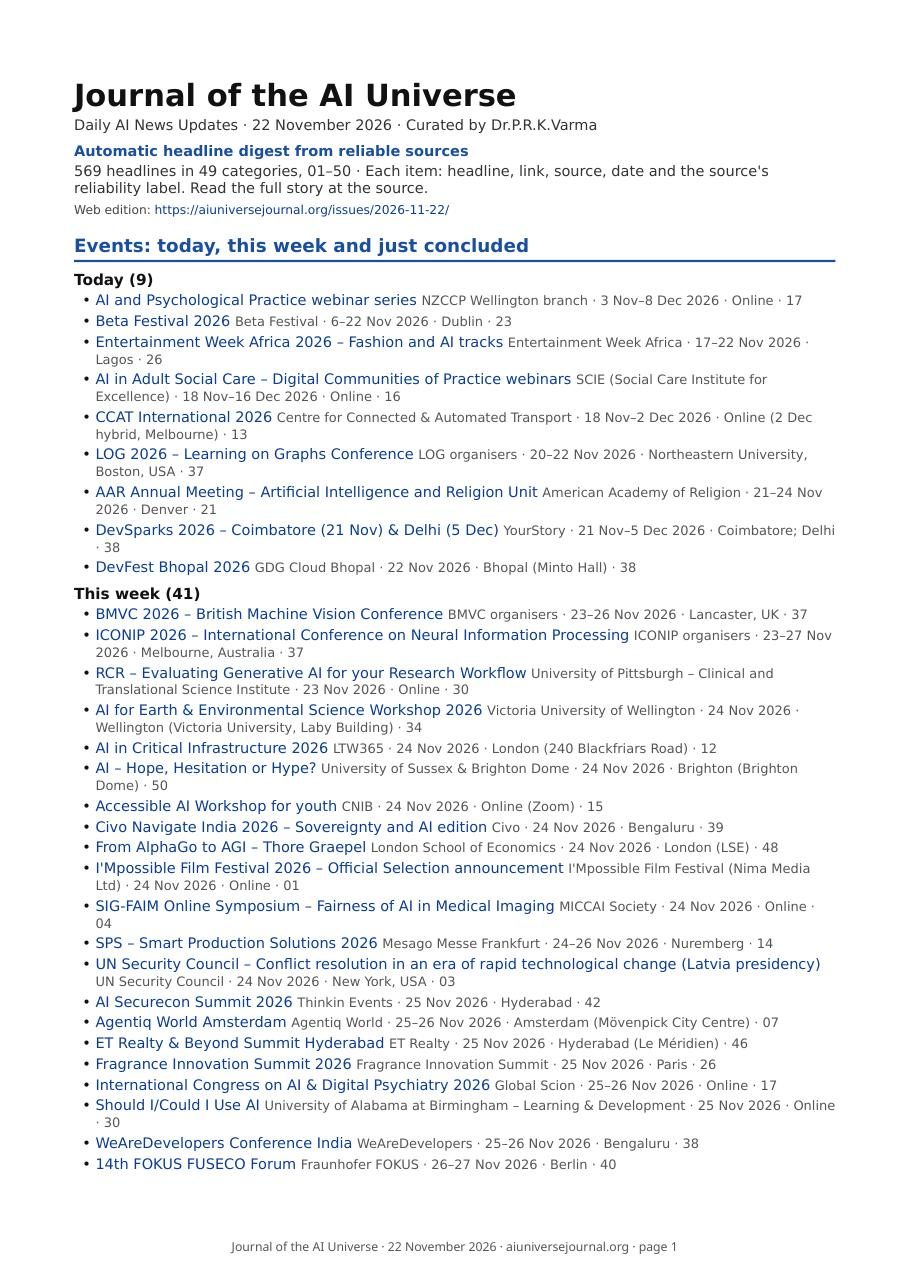 Journal of the AI Universe
Daily AI News Updates · 22 November 2026 · Curated by Dr.P.R.K.Varma
Automatic headline digest from reliable sources
569 headlines in 49 categories, 01–50 · Each item: headline, link, source, date and the source's
reliability label. Read the full story at the source.
Web edition: https://aiuniversejournal.org/issues/2026-11-22/
Events: today, this week and just concluded
Today (9)
• AI and Psychological Practice webinar series NZCCP Wellington branch · 3 Nov–8 Dec 2026 · Online · 17
• Beta Festival 2026 Beta Festival · 6–22 Nov 2026 · Dublin · 23
• Entertainment Week Africa 2026 – Fashion and AI tracks Entertainment Week Africa · 17–22 Nov 2026 ·
Lagos · 26
• AI in Adult Social Care – Digital Communities of Practice webinars SCIE (Social Care Institute for
Excellence) · 18 Nov–16 Dec 2026 · Online · 16
• CCAT International 2026 Centre for Connected & Automated Transport · 18 Nov–2 Dec 2026 · Online (2 Dec
hybrid, Melbourne) · 13
• LOG 2026 – Learning on Graphs Conference LOG organisers · 20–22 Nov 2026 · Northeastern University,
Boston, USA · 37
• AAR Annual Meeting – Artificial Intelligence and Religion Unit American Academy of Religion · 21–24 Nov
2026 · Denver · 21
• DevSparks 2026 – Coimbatore (21 Nov) & Delhi (5 Dec) YourStory · 21 Nov–5 Dec 2026 · Coimbatore; Delhi
· 38
• DevFest Bhopal 2026 GDG Cloud Bhopal · 22 Nov 2026 · Bhopal (Minto Hall) · 38
This week (41)
• BMVC 2026 – British Machine Vision Conference BMVC organisers · 23–26 Nov 2026 · Lancaster, UK · 37
• ICONIP 2026 – International Conference on Neural Information Processing ICONIP organisers · 23–27 Nov
2026 · Melbourne, Australia · 37
• RCR – Evaluating Generative AI for your Research Workflow University of Pittsburgh – Clinical and
Translational Science Institute · 23 Nov 2026 · Online · 30
• AI for Earth & Environmental Science Workshop 2026 Victoria University of Wellington · 24 Nov 2026 ·
Wellington (Victoria University, Laby Building) · 34
• AI in Critical Infrastructure 2026 LTW365 · 24 Nov 2026 · London (240 Blackfriars Road) · 12
• AI – Hope, Hesitation or Hype? University of Sussex & Brighton Dome · 24 Nov 2026 · Brighton (Brighton
Dome) · 50
• Accessible AI Workshop for youth CNIB · 24 Nov 2026 · Online (Zoom) · 15
• Civo Navigate India 2026 – Sovereignty and AI edition Civo · 24 Nov 2026 · Bengaluru · 39
• From AlphaGo to AGI – Thore Graepel London School of Economics · 24 Nov 2026 · London (LSE) · 48
• I'Mpossible Film Festival 2026 – Official Selection announcement I'Mpossible Film Festival (Nima Media
Ltd) · 24 Nov 2026 · Online · 01
• SIG-FAIM Online Symposium – Fairness of AI in Medical Imaging MICCAI Society · 24 Nov 2026 · Online ·
04
• SPS – Smart Production Solutions 2026 Mesago Messe Frankfurt · 24–26 Nov 2026 · Nuremberg · 14
• UN Security Council – Conflict resolution in an era of rapid technological change (Latvia presidency)
UN Security Council · 24 Nov 2026 · New York, USA · 03
• AI Securecon Summit 2026 Thinkin Events · 25 Nov 2026 · Hyderabad · 42
• Agentiq World Amsterdam Agentiq World · 25–26 Nov 2026 · Amsterdam (Mövenpick City Centre) · 07
• ET Realty & Beyond Summit Hyderabad ET Realty · 25 Nov 2026 · Hyderabad (Le Méridien) · 46
• Fragrance Innovation Summit 2026 Fragrance Innovation Summit · 25 Nov 2026 · Paris · 26
• International Congress on AI & Digital Psychiatry 2026 Global Scion · 25–26 Nov 2026 · Online · 17
• Should I/Could I Use AI University of Alabama at Birmingham – Learning & Development · 25 Nov 2026 · Online
· 30
• WeAreDevelopers Conference India WeAreDevelopers · 25–26 Nov 2026 · Bengaluru · 38
• 14th FOKUS FUSECO Forum Fraunhofer FOKUS · 26–27 Nov 2026 · Berlin · 40
Journal of the AI Universe · 22 November 2026 · aiuniversejournal.org · page 1